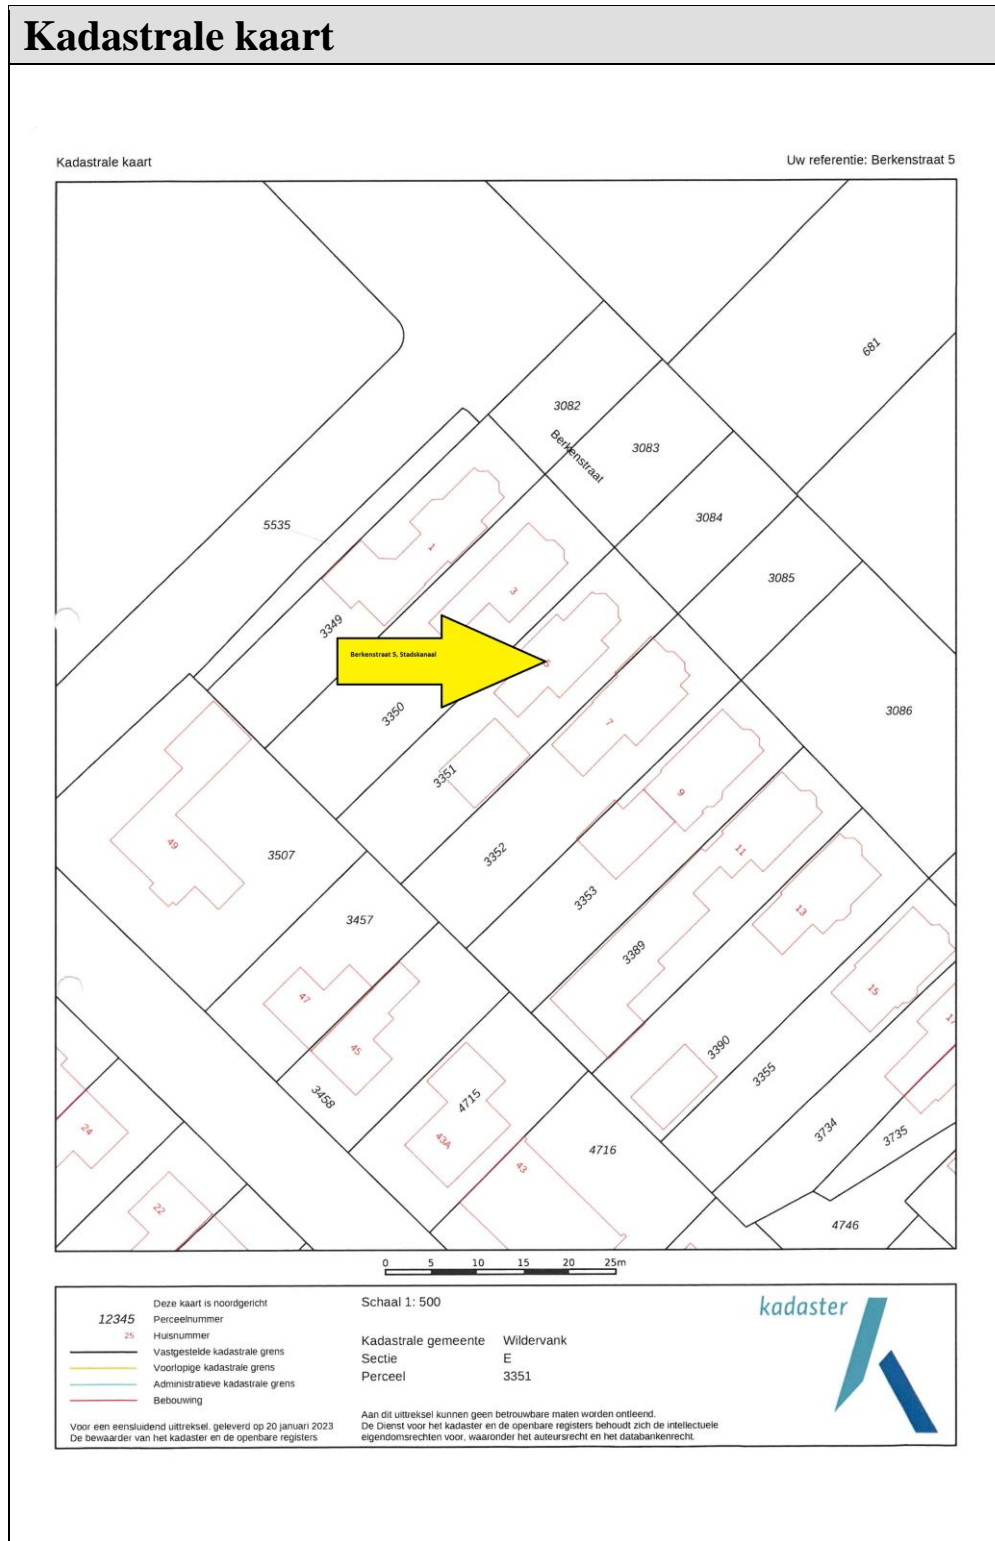 Kadastrale kaart
Kadastrale kaart
Uw referentie: Berkenstraat 5
681
3082
Berkenstraat
3083
3084
5535
3085
1
3
3349
Berkenstraat 5, Stadskanaal
5
3350
7
3086
3351
9
49
3507
3352
11
3353
3457
13
3389
47
15
17
45
3390
3355
3458
4715
24
43A
3734
3735
43
4716
22
4746
0 5 10 15 20 25m
Deze kaart is noordgericht
12345 Perceelnummer
25 Huisnummer
Vastgestelde kadastrale grens
Voorlopige kadastrale grens
Administratieve kadastrale grens
Bebouwing
Voor een eensluidend uittreksel. geleverd op 20 januari 2023
De bewaarder van het kadaster en de openbare registers
Schaal 1: 500
Kadastrale gemeente Wildervank
Sectie E
Perceel 3351
Aan dit uittreksel kunnen geen betrouwbare maten worden ontleend.
De Dienst voor het kadaster en de openbare registers behoudt zich de intellectuele
eigendomsrechten voor, waaronder het auteursrecht en het databankenrecht.
kadaster